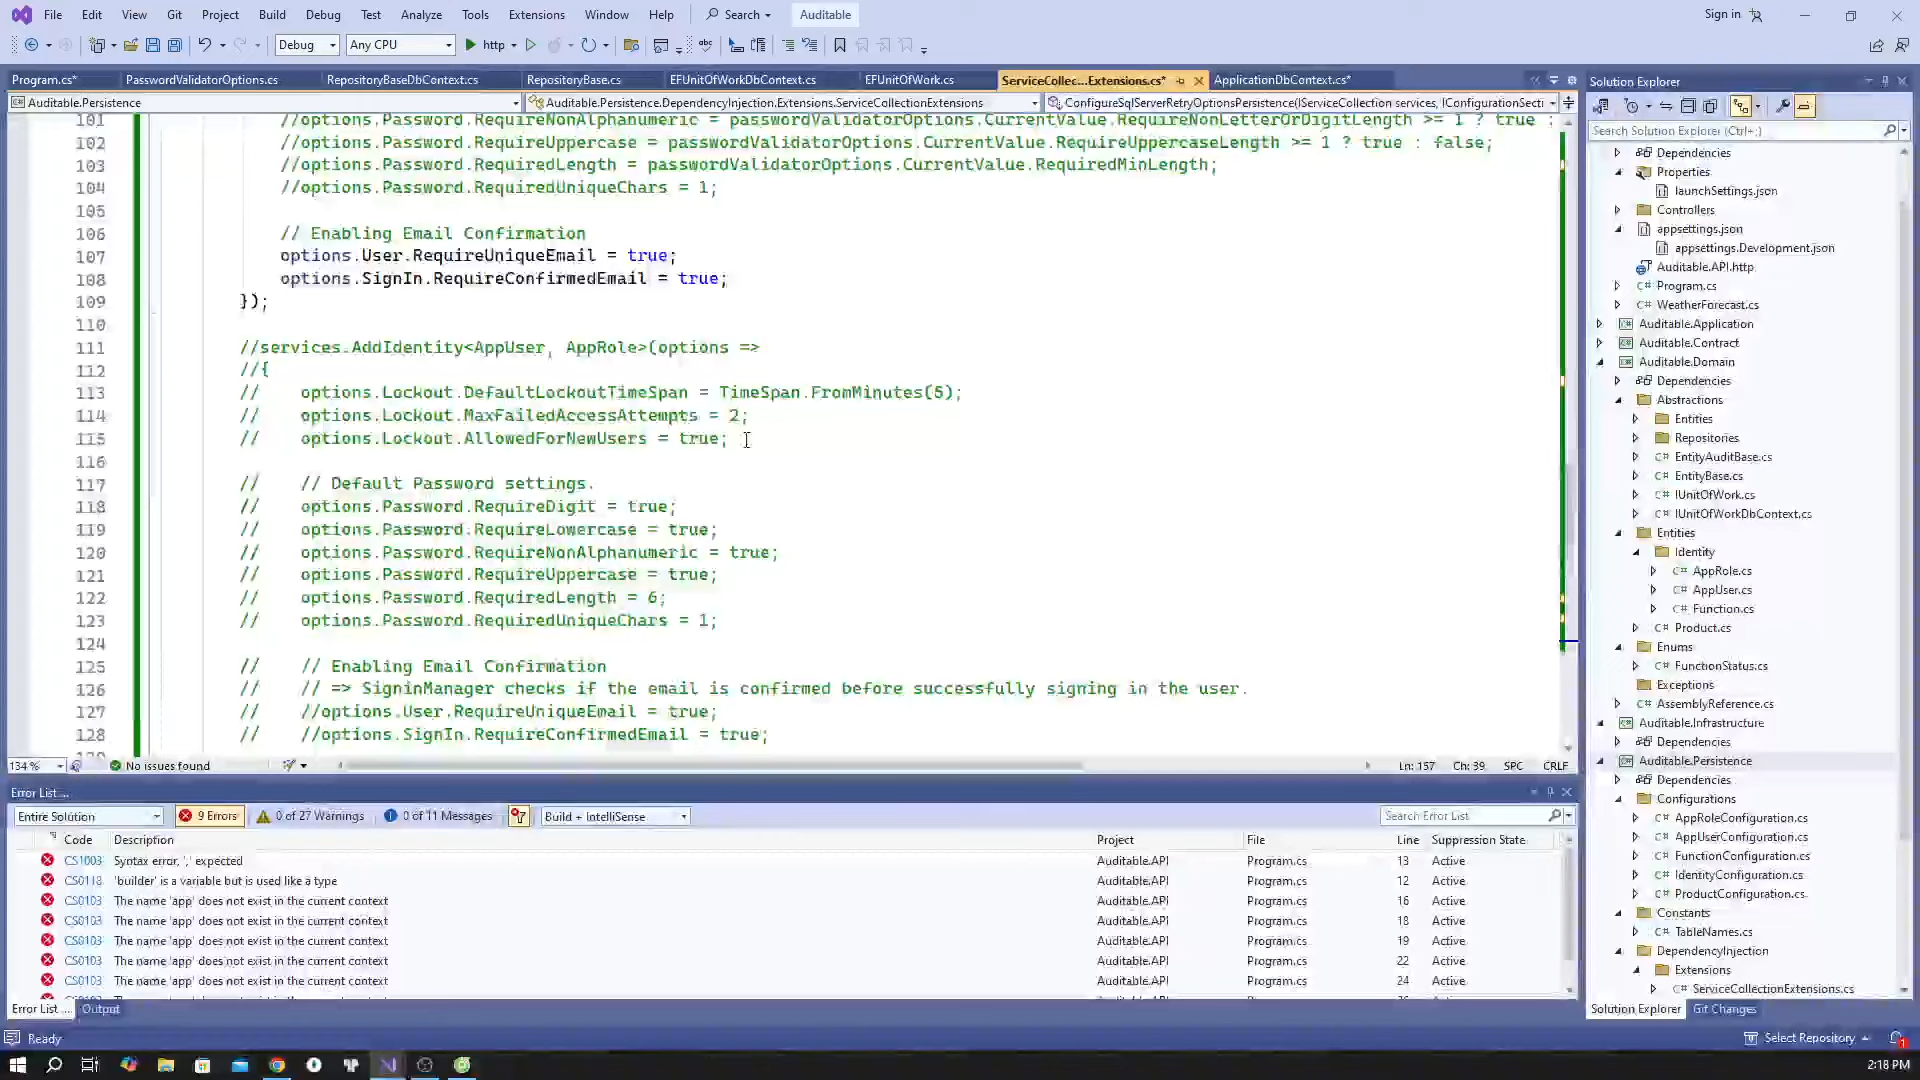 File Edit View Git Project Build Debug Test Analyze Tools Extensions Window Help Search Auditable Sign in
Debug Any CPU http
Program.cs* PasswordValidatorOptions.cs RepositoryBaseDbContext.cs RepositoryBase.cs EFUnitOfWorkDbContext.cs EFUnitOfWork.cs ServiceCollec...Extensions.cs* ApplicationDbContext.cs*
Auditable.Persistence Auditable.Persistence.DependencyInjection.Extensions.ServiceCollectionExtensions ConfigureSqlServerRetryOptionsPersistence(IServiceCollection services, IConfigurationSecti
101 //options.Password.RequireNonAlphanumeric = passwordValidatorOptions.CurrentValue.RequireNonLetterOrDigitLength >= 1 ? true :
102 //options.Password.RequireUppercase = passwordValidatorOptions.CurrentValue.RequireUppercaseLength >= 1 ? true : false;
103 //options.Password.RequiredLength = passwordValidatorOptions.CurrentValue.RequiredMinLength;
104 //options.Password.RequiredUniqueChars = 1;
105
106 // Enabling Email Confirmation
107 options.User.RequireUniqueEmail = true;
108 options.SignIn.RequireConfirmedEmail = true;
109 });
110
111 //services.AddIdentity<AppUser, AppRole>(options =>
112 //{
113 // options.Lockout.DefaultLockoutTimeSpan = TimeSpan.FromMinutes(5);
114 // options.Lockout.MaxFailedAccessAttempts = 2;
115 // options.Lockout.AllowedForNewUsers = true;
116
117 // // Default Password settings.
118 // options.Password.RequireDigit = true;
119 // options.Password.RequireLowercase = true;
120 // options.Password.RequireNonAlphanumeric = true;
121 // options.Password.RequireUppercase = true;
122 // options.Password.RequiredLength = 6;
123 // options.Password.RequiredUniqueChars = 1;
124
125 // // Enabling Email Confirmation
126 // // => SigninManager checks if the email is confirmed before successfully signing in the user.
127 // //options.User.RequireUniqueEmail = true;
128 // //options.SignIn.RequireConfirmedEmail = true;
134 % No issues found Ln: 157 Ch: 39 SPC CRLF
Error List ...
Entire Solution 9 Errors 0 of 27 Warnings 0 of 11 Messages Build + IntelliSense Search Error List
Code Description Project File Line Suppression State
CS1003 Syntax error, ',' expected Auditable.API Program.cs 13 Active
CS0118 'builder' is a variable but is used like a type Auditable.API Program.cs 12 Active
CS0103 The name 'app' does not exist in the current context Auditable.API Program.cs 16 Active
CS0103 The name 'app' does not exist in the current context Auditable.API Program.cs 18 Active
CS0103 The name 'app' does not exist in the current context Auditable.API Program.cs 19 Active
CS0103 The name 'app' does not exist in the current context Auditable.API Program.cs 22 Active
CS0103 The name 'app' does not exist in the current context Auditable.API Program.cs 24 Active
Error List ... Output
Solution Explorer
Search Solution Explorer (Ctrl+;)
Dependencies
Properties
launchSettings.json
Controllers
appsettings.json
appsettings.Development.json
Auditable.API.http
C# Program.cs
C# WeatherForecast.cs
Auditable.Application
Auditable.Contract
Auditable.Domain
Dependencies
Abstractions
Entities
Repositories
C# EntityAuditBase.cs
C# EntityBase.cs
C# IUnitOfWork.cs
C# IUnitOfWorkDbContext.cs
Entities
Identity
C# AppRole.cs
C# AppUser.cs
C# Function.cs
C# Product.cs
Enums
C# FunctionStatus.cs
Exceptions
C# AssemblyReference.cs
Auditable.Infrastructure
Dependencies
Auditable.Persistence
Dependencies
Configurations
C# AppRoleConfiguration.cs
C# AppUserConfiguration.cs
C# FunctionConfiguration.cs
C# IdentityConfiguration.cs
C# ProductConfiguration.cs
Constants
C# TableNames.cs
DependencyInjection
Extensions
C# ServiceCollectionExtensions.cs
Solution Explorer Git Changes
Ready Select Repository 1
2:18 PM